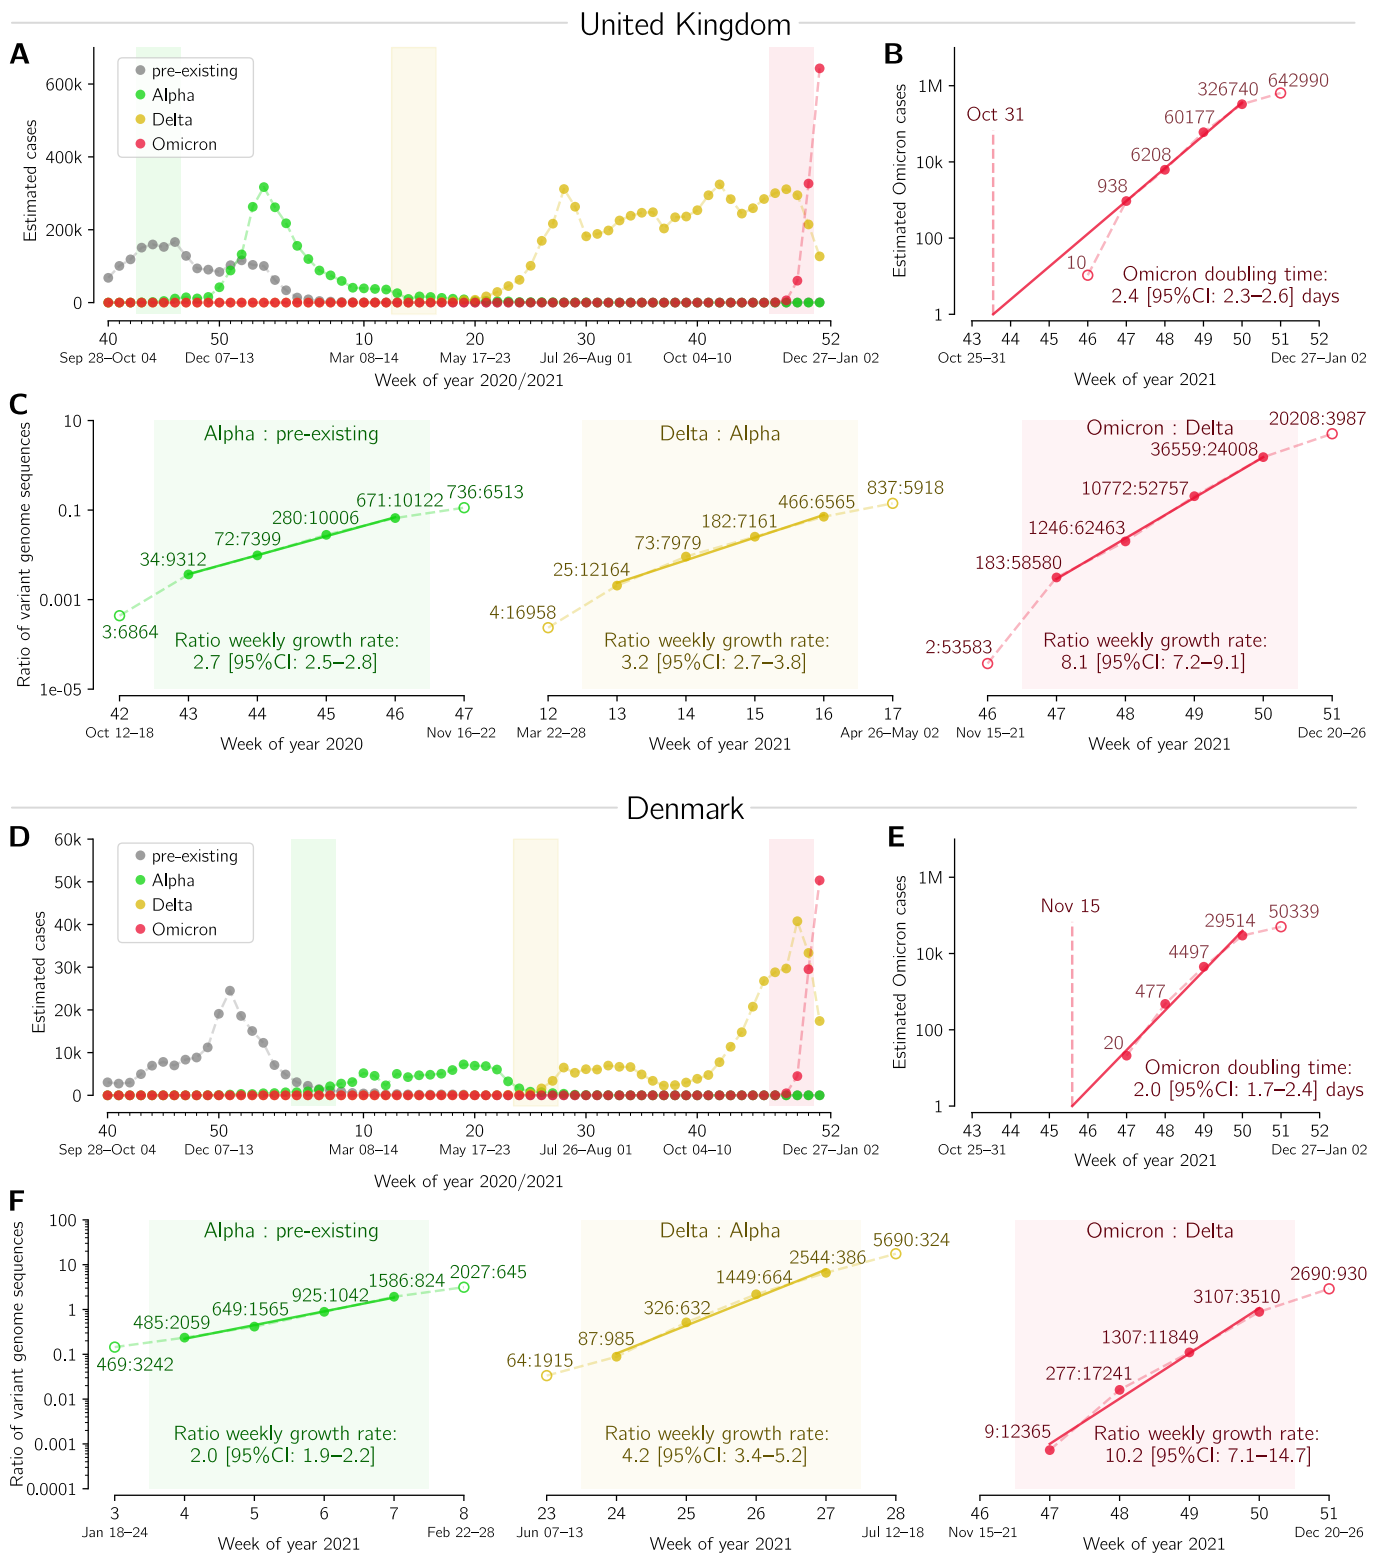 United Kingdom
A
pre-existing
Alpha
Delta
Omicron
Estimated cases
600k
400k
200k
0
40
50
10
20
30
40
52
Sep 28–Oct 04
Dec 07–13
Mar 08–14
May 17–23
Jul 26–Aug 01
Oct 04–10
Dec 27–Jan 02
Week of year 2020/2021
B
Estimated Omicron cases
1M
10k
100
1
Oct 31
10
938
6208
60177
326740
642990
Omicron doubling time:
2.4 [95%CI: 2.3–2.6] days
43 44 45 46 47 48 49 50 51 52
Oct 25–31
Dec 27–Jan 02
Week of year 2021
C
Ratio of variant genome sequences
10
0.1
0.001
1e-05
Alpha : pre-existing
3:6864
34:9312
72:7399
280:10006
671:10122
736:6513
Ratio weekly growth rate:
2.7 [95%CI: 2.5–2.8]
42 43 44 45 46 47
Oct 12–18
Nov 16–22
Week of year 2020
Delta : Alpha
4:16958
25:12164
73:7979
182:7161
466:6565
837:5918
Ratio weekly growth rate:
3.2 [95%CI: 2.7–3.8]
12 13 14 15 16 17
Mar 22–28
Apr 26–May 02
Week of year 2021
Omicron : Delta
2:53583
183:58580
1246:62463
10772:52757
36559:24008
20208:3987
Ratio weekly growth rate:
8.1 [95%CI: 7.2–9.1]
46 47 48 49 50 51
Nov 15–21
Dec 20–26
Week of year 2021
Denmark
D
pre-existing
Alpha
Delta
Omicron
Estimated cases
60k
50k
40k
30k
20k
10k
0
40
50
10
20
30
40
52
Sep 28–Oct 04
Dec 07–13
Mar 08–14
May 17–23
Jul 26–Aug 01
Oct 04–10
Dec 27–Jan 02
Week of year 2020/2021
E
Estimated Omicron cases
1M
10k
100
1
Nov 15
20
477
4497
29514
50339
Omicron doubling time:
2.0 [95%CI: 1.7–2.4] days
43 44 45 46 47 48 49 50 51 52
Oct 25–31
Dec 27–Jan 02
Week of year 2021
F
Ratio of variant genome sequences
100
10
1
0.1
0.01
0.001
0.0001
Alpha : pre-existing
469:3242
485:2059
649:1565
925:1042
1586:824
2027:645
Ratio weekly growth rate:
2.0 [95%CI: 1.9–2.2]
3 4 5 6 7 8
Jan 18–24
Feb 22–28
Week of year 2021
Delta : Alpha
64:1915
87:985
326:632
1449:664
2544:386
5690:324
Ratio weekly growth rate:
4.2 [95%CI: 3.4–5.2]
23 24 25 26 27 28
Jun 07–13
Jul 12–18
Week of year 2021
Omicron : Delta
9:12365
277:17241
1307:11849
3107:3510
2690:930
Ratio weekly growth rate:
10.2 [95%CI: 7.1–14.7]
46 47 48 49 50 51
Nov 15–21
Dec 20–26
Week of year 2021